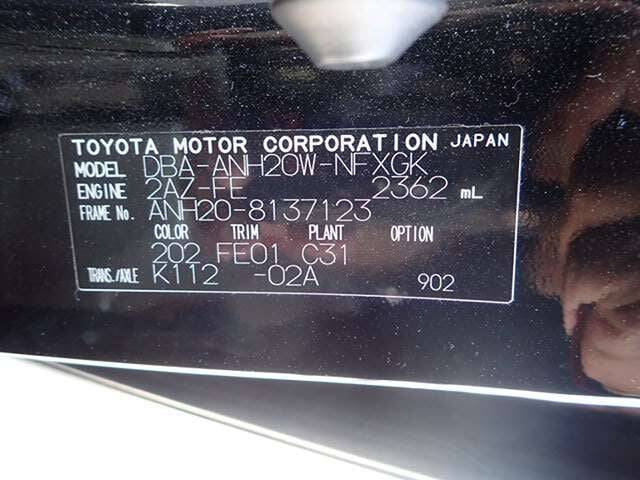 TOYOTA MOTOR CORPORATION JAPAN
MODEL DBA-ANH20W-NFXGK
ENGINE 2AZ-FE 2362 mL
FRAME No. ANH20-8137123
COLOR TRIM PLANT OPTION
202 FE01 C31
TRANS./AXLE K112 -02A 902